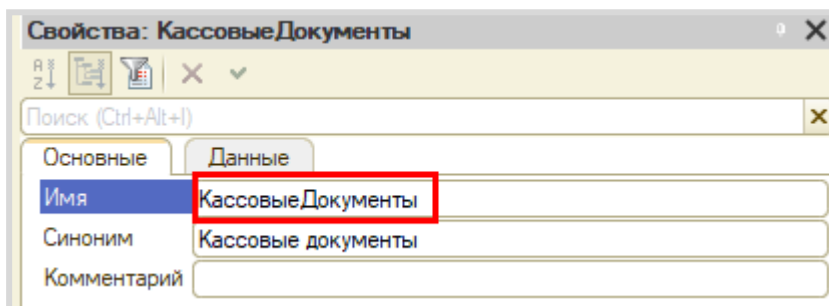 Свойства: КассовыеДокументы
Поиск (Ctrl+Alt+I)
Основные Данные
Имя КассовыеДокументы
Синоним Кассовые документы
Комментарий